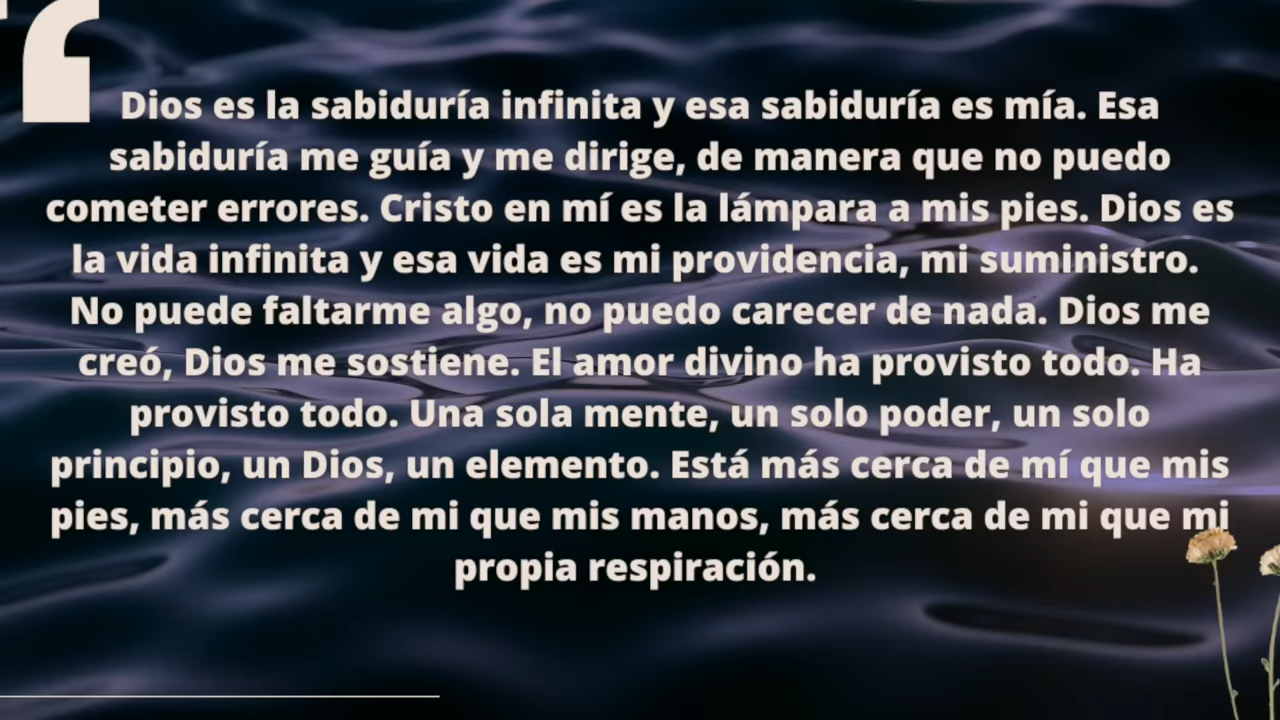 Dios es la sabiduría infinita y esa sabiduría es mía. Esa
sabiduría me guía y me dirige, de manera que no puedo
cometer errores. Cristo en mí es la lámpara a mis pies. Dios es
la vida infinita y esa vida es mi providencia, mi suministro.
No puede faltarme algo, no puedo carecer de nada. Dios me
creó, Dios me sostiene. El amor divino ha provisto todo. Ha
provisto todo. Una sola mente, un solo poder, un solo
principio, un Dios, un elemento. Está más cerca de mí que mis
pies, más cerca de mi que mis manos, más cerca de mi que mi
propia respiración.